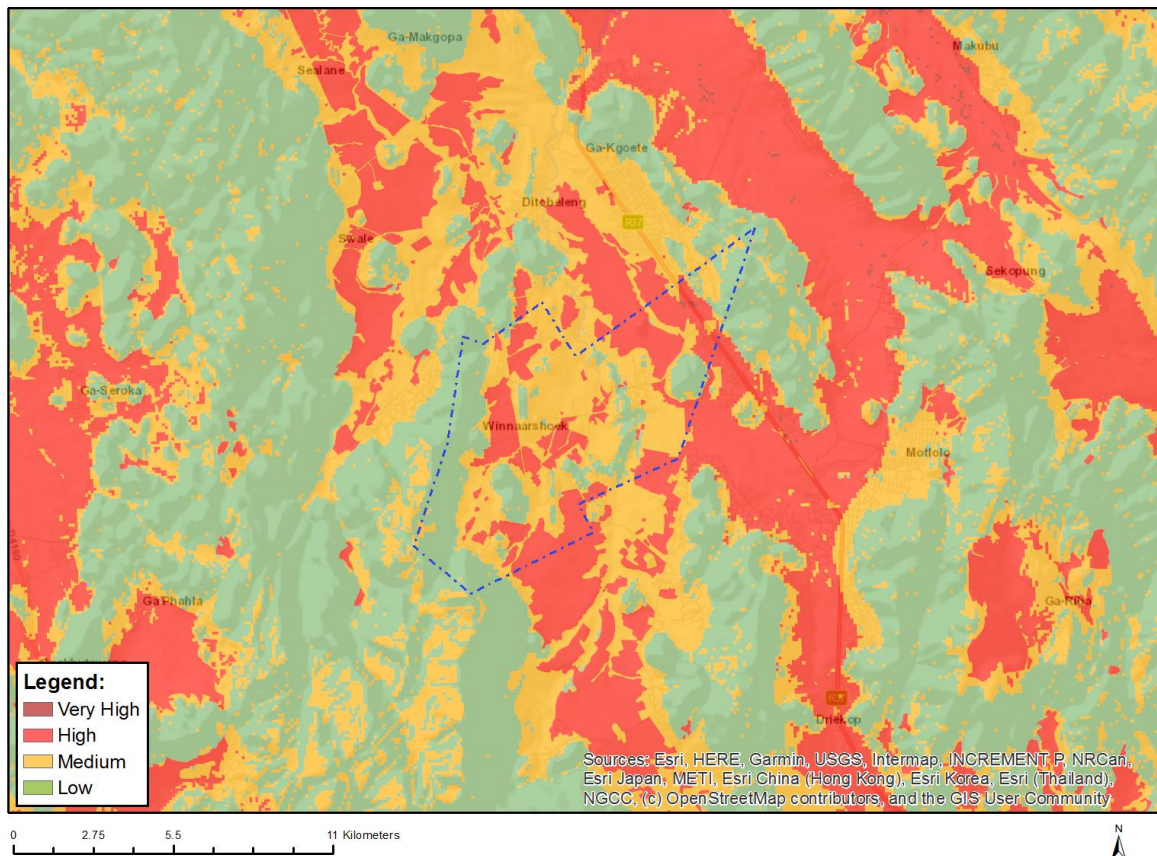 Ga-Makgopa
Makubu
Sealane
Ga-Kgoete
Ditobeleng
R37
Swale
Sekopung
Ga-Seroka
Winnaarshoek
Motlolo
Ga Phahla
Ga-Riba
Driekop
Legend:
Very High
High
Medium
Low
Sources: Esri, HERE, Garmin, USGS, Intermap, INCREMENT P, NRCan,
Esri Japan, METI, Esri China (Hong Kong), Esri Korea, Esri (Thailand),
NGCC, (c) OpenStreetMap contributors, and the GIS User Community
0 2.75 5.5 11 Kilometers
N